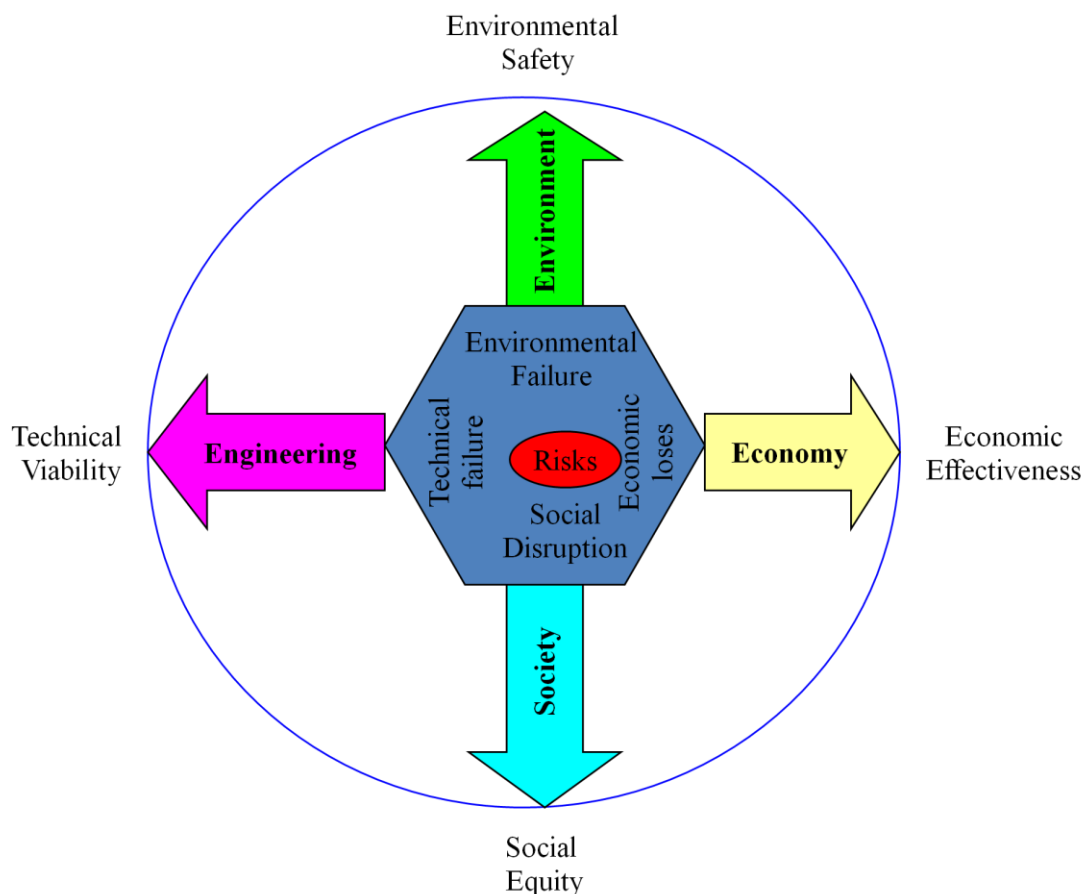 Environmental
Safety
Environment
Environmental
Failure
Technical
Viability
Engineering
Technical
failure
Risks
Economic
loses
Economy
Economic
Effectiveness
Social
Disruption
Society
Social
Equity